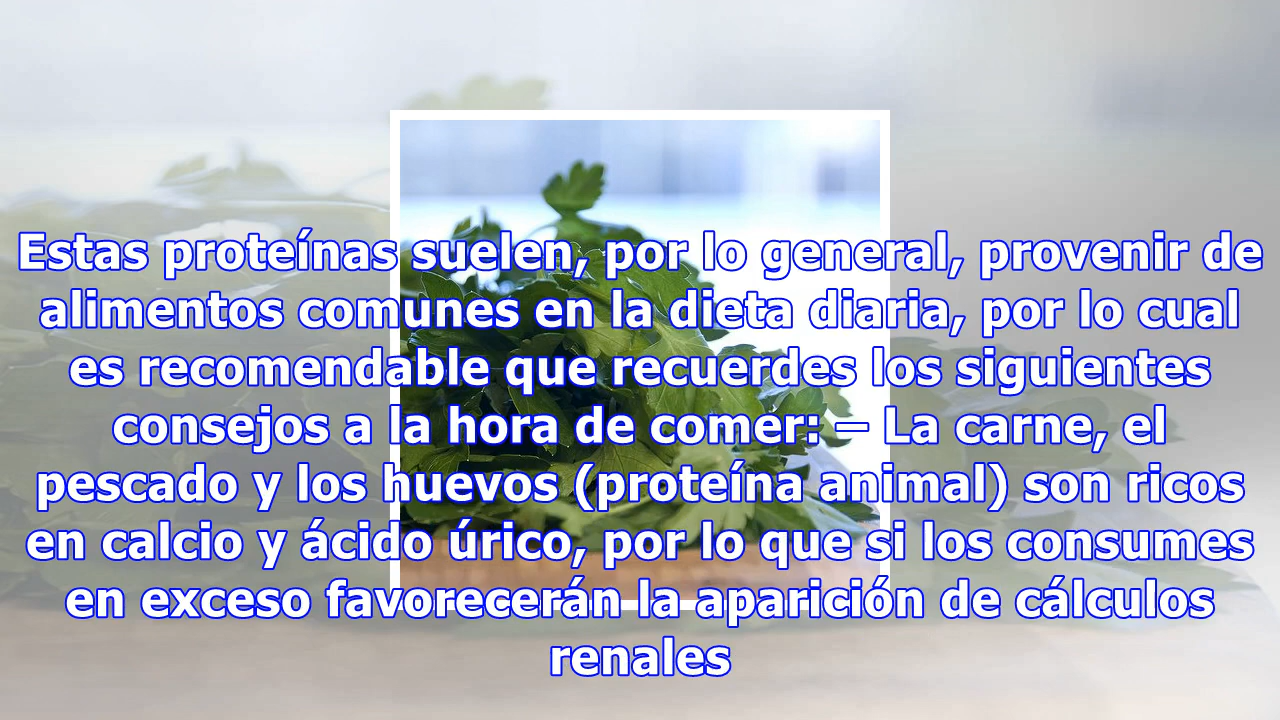 Estas proteínas suelen, por lo general, provenir de
alimentos comunes en la dieta diaria, por lo cual
es recomendable que recuerdes los siguientes
consejos a la hora de comer: – La carne, el
pescado y los huevos (proteína animal) son ricos
en calcio y ácido úrico, por lo que si los consumes
en exceso favorecerán la aparición de cálculos
renales